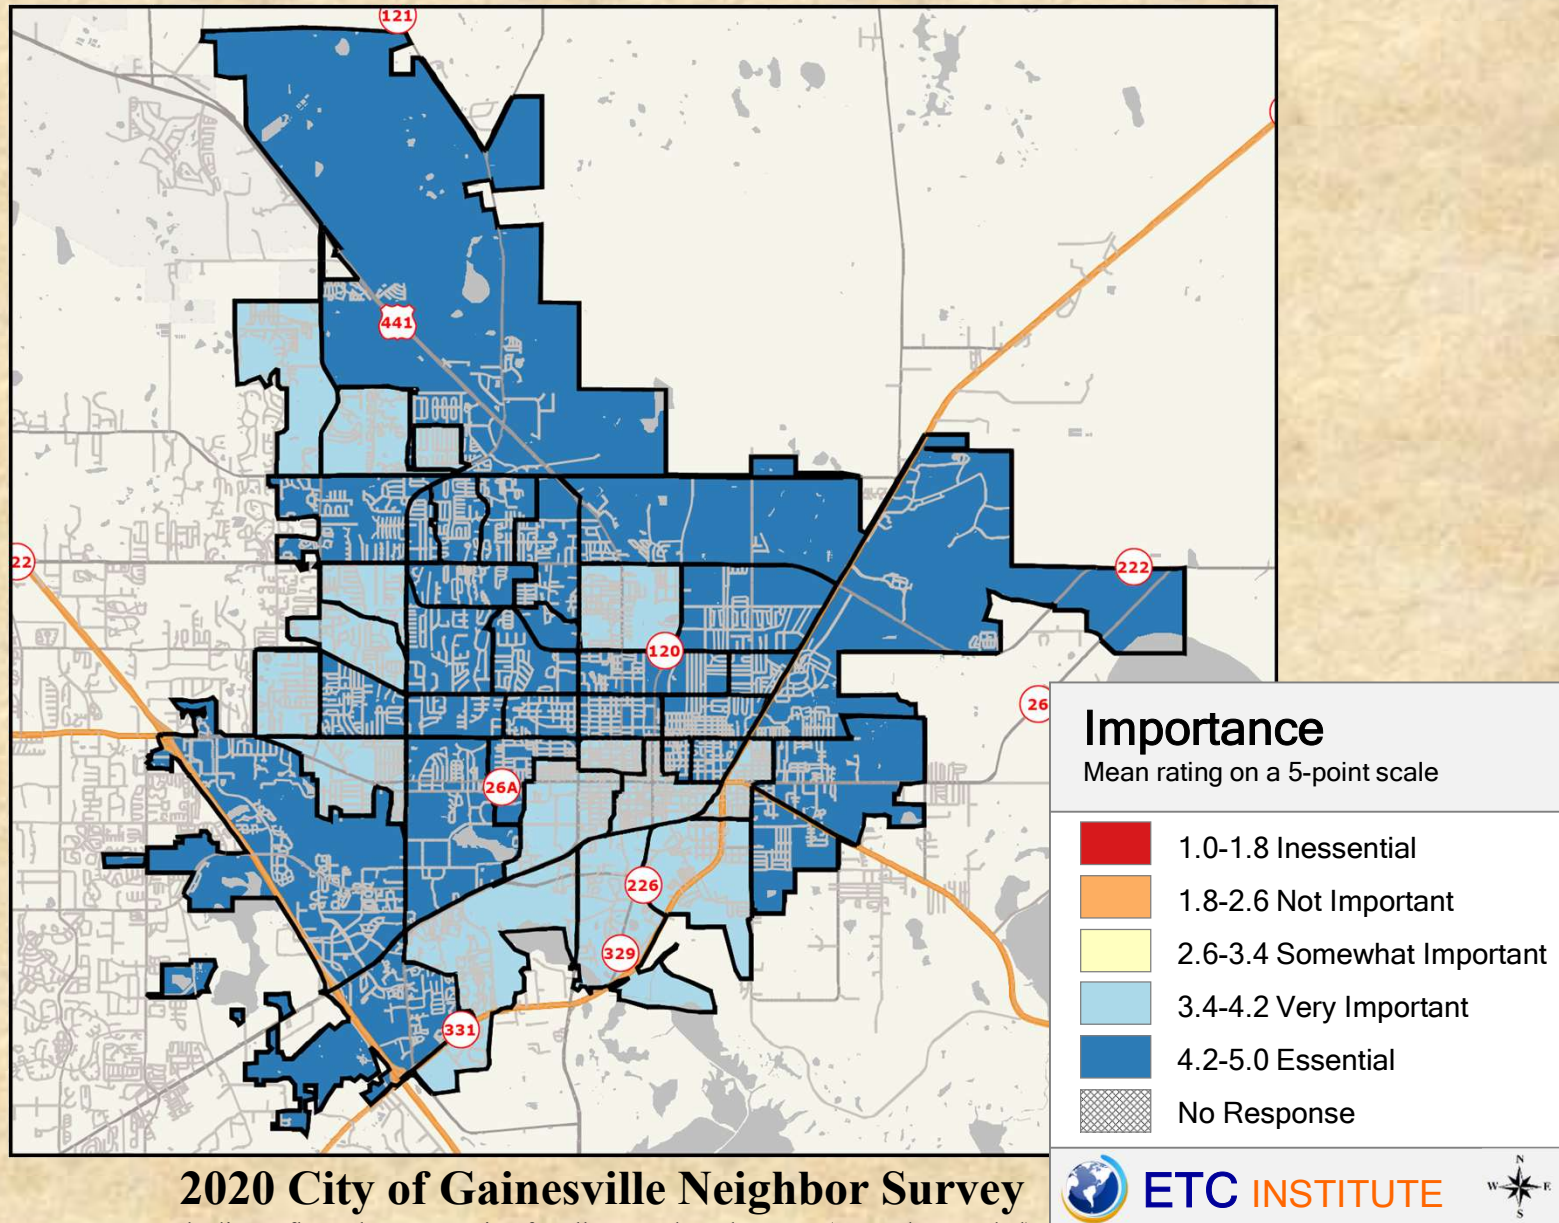 121
441
22
222
120
26
26A
226
329
331
Importance
Mean rating on a 5-point scale
1.0-1.8 Inessential
1.8-2.6 Not Important
2.6-3.4 Somewhat Important
3.4-4.2 Very Important
4.2-5.0 Essential
No Response
2020 City of Gainesville Neighbor Survey
ETC INSTITUTE
N
W E
S